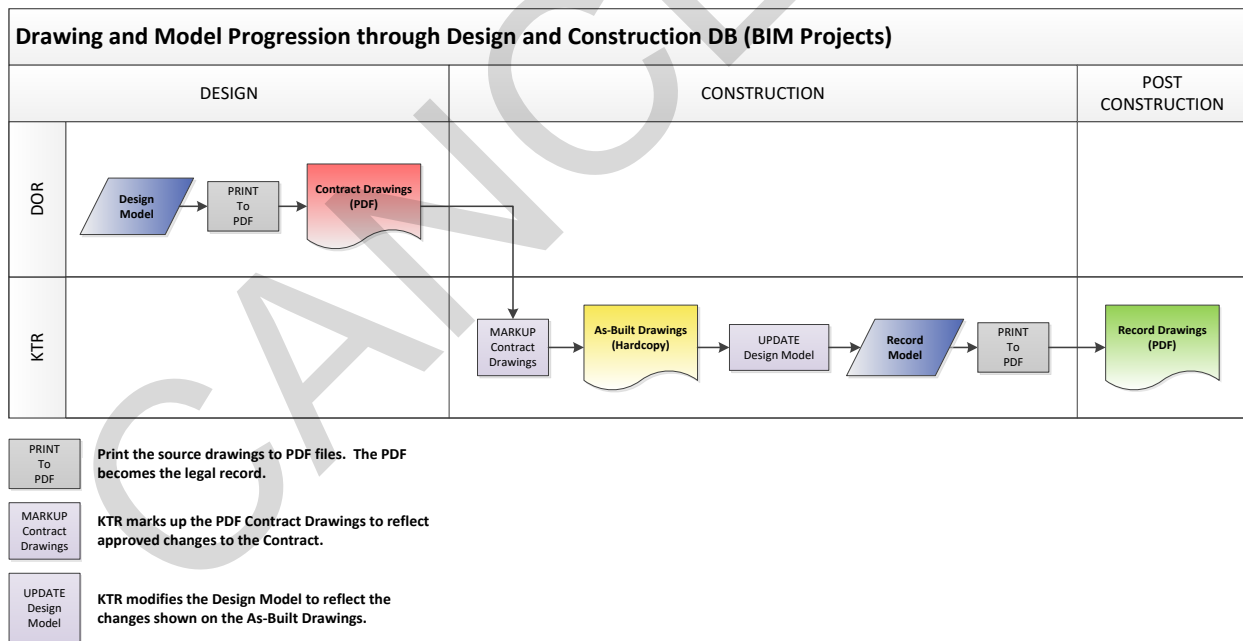 Drawing and Model Progression through Design and Construction DB (BIM Projects)
DESIGN
CONSTRUCTION
POST
CONSTRUCTION
DOR
Design
Model
PRINT
To
PDF
Contract Drawings
(PDF)
KTR
MARKUP
Contract
Drawings
As-Built Drawings
(Hardcopy)
UPDATE
Design Model
Record
Model
PRINT
To
PDF
Record Drawings
(PDF)
PRINT
To
PDF
Print the source drawings to PDF files.  The PDF
becomes the legal record.
MARKUP
Contract
Drawings
KTR marks up the PDF Contract Drawings to reflect
approved changes to the Contract.
UPDATE
Design
Model
KTR modifies the Design Model to reflect the
changes shown on the As-Built Drawings.